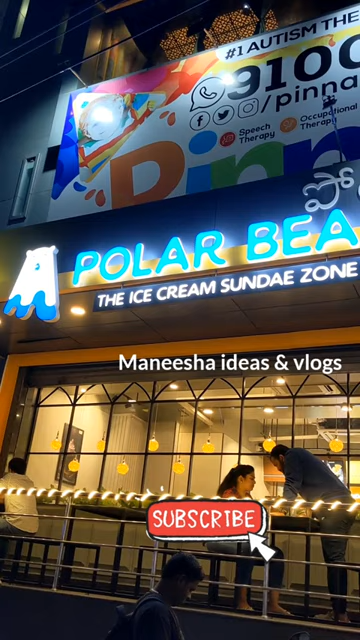 #1 AUTISM THE
9100
/pinna
Speech
Therapy
Occupational
Therapy
Pinn
POLAR BEA
THE ICE CREAM SUNDAE ZONE
Maneesha ideas & vlogs
SUBSCRIBE